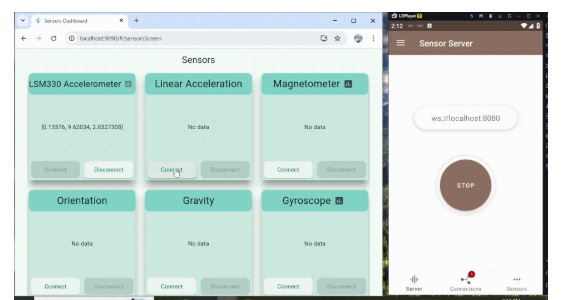 Sensors Dashboard
localhost:9090/#/sensorsScreen
Sensors
LSM330 Accelerometer
Linear Acceleration
Magnetometer
[0.13576, 9.62034, 2.0327308]
No data
No data
Connect
Disconnect
Connect
Disconnect
Connect
Disconnect
Orientation
Gravity
Gyroscope
No data
No data
No data
Connect
Disconnect
Connect
Disconnect
Connect
Disconnect
LDPlayer
2:12
Sensor Server
ws://localhost:8080
STOP
1
Server
Connections
Sensors